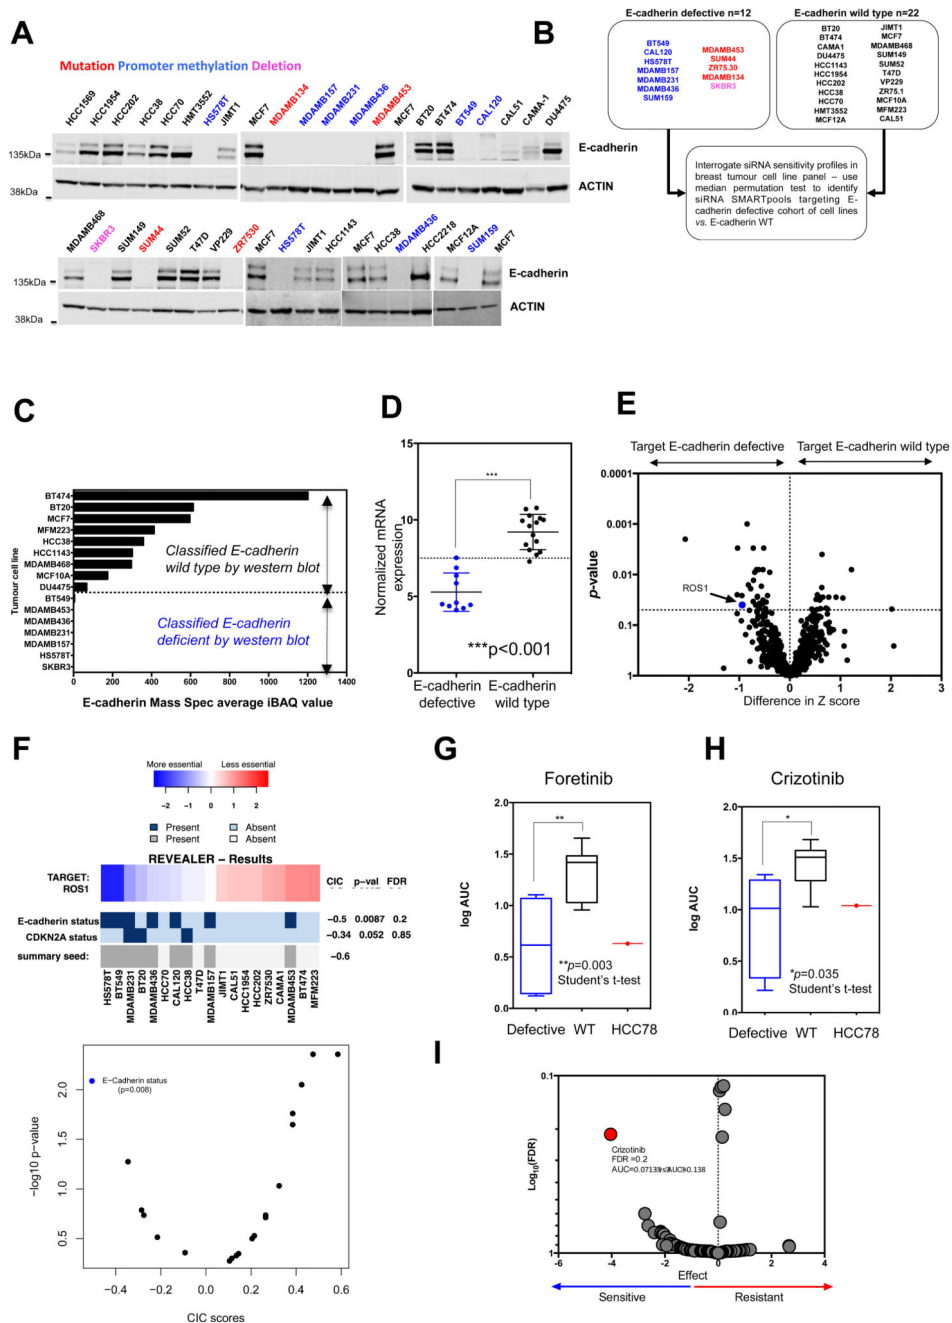 A
Mutation Promoter methylation Deletion
HCC1569
HCC1954
HCC202
HCC38
HCC70
HMT3552
HS578T
JIMT1
MCF7
MDAMB134
MDAMB157
MDAMB231
MDAMB436
MDAMB453
MCF7
BT20
BT474
BT549
CAL120
CAL51
CAMA-1
DU4475
135kDa
E-cadherin
38kDa
ACTIN
MDAMB468
SKBR3
SUM149
SUM44
SUM52
T47D
VP229
ZR7530
MCF7
HS578T
JIMT1
HCC1143
MCF7
HCC38
MDAMB436
HCC2218
MCF12A
SUM159
MCF7
135kDa
E-cadherin
38kDa
ACTIN
B
E-cadherin defective n=12
BT549
CAL120
HS578T
MDAMB157
MDAMB231
MDAMB436
SUM159
MDAMB453
SUM44
ZR75.30
MDAMB134
SKBR3
E-cadherin wild type n=22
BT20
BT474
CAMA1
DU4475
HCC1143
HCC1954
HCC202
HCC38
HCC70
HMT3552
MCF12A
JIMT1
MCF7
MDAMB468
SUM149
SUM52
T47D
VP229
ZR75.1
MCF10A
MFM223
CAL51
Interrogate siRNA sensitivity profiles in
breast tumour cell line panel – use
median permutation test to identify
siRNA SMARTpools targeting E-
cadherin defective cohort of cell lines
vs. E-cadherin WT
C
Tumour cell line
BT474
BT20
MCF7
MFM223
HCC38
HCC1143
MDAMB468
MCF10A
DU4475
BT549
MDAMB453
MDAMB436
MDAMB231
MDAMB157
HS578T
SKBR3
Classified E-cadherin
wild type by western blot
Classified E-cadherin
deficient by western blot
0 200 400 600 800 1000 1200 1400
E-cadherin Mass Spec average iBAQ value
D
Normalized mRNA
expression
15
10
5
0
***
***p<0.001
E-cadherin
defective
E-cadherin
wild type
E
Target E-cadherin defective
Target E-cadherin wild type
p-value
0.0001
0.001
0.01
0.1
1
ROS1
-2 -1 0 1 2 3
Difference in Z score
F
More essential Less essential
−2 −1 0 1 2
Present Absent
Present Absent
REVEALER – Results
TARGET:
ROS1
CIC p-val FDR
E-cadherin status −0.5 0.0087 0.2
CDKN2A status −0.34 0.052 0.85
summary seed: −0.6
HS578T
BT549
MDAMB231
BT20
MDAMB436
HCC70
CAL120
HCC38
T47D
MDAMB157
JIMT1
CAL51
HCC1954
HCC202
ZR7530
CAMA1
MDAMB453
BT474
MFM223
−log10 p-value
2.0
1.5
1.0
0.5
E-Cadherin status
(p=0.008)
−0.4 −0.2 0.0 0.2 0.4 0.6
CIC scores
G
Foretinib
log AUC
2.0
1.5
1.0
0.5
0.0
**
**p=0.003
Student's t-test
Defective WT HCC78
H
Crizotinib
log AUC
2.0
1.5
1.0
0.5
0.0
*
*p=0.035
Student's t-test
Defective WT HCC78
I
Log10(FDR)
0.1
1
Crizotinib
FDR =0.2
-6 -4 -2 0 2 4
Effect
Sensitive Resistant